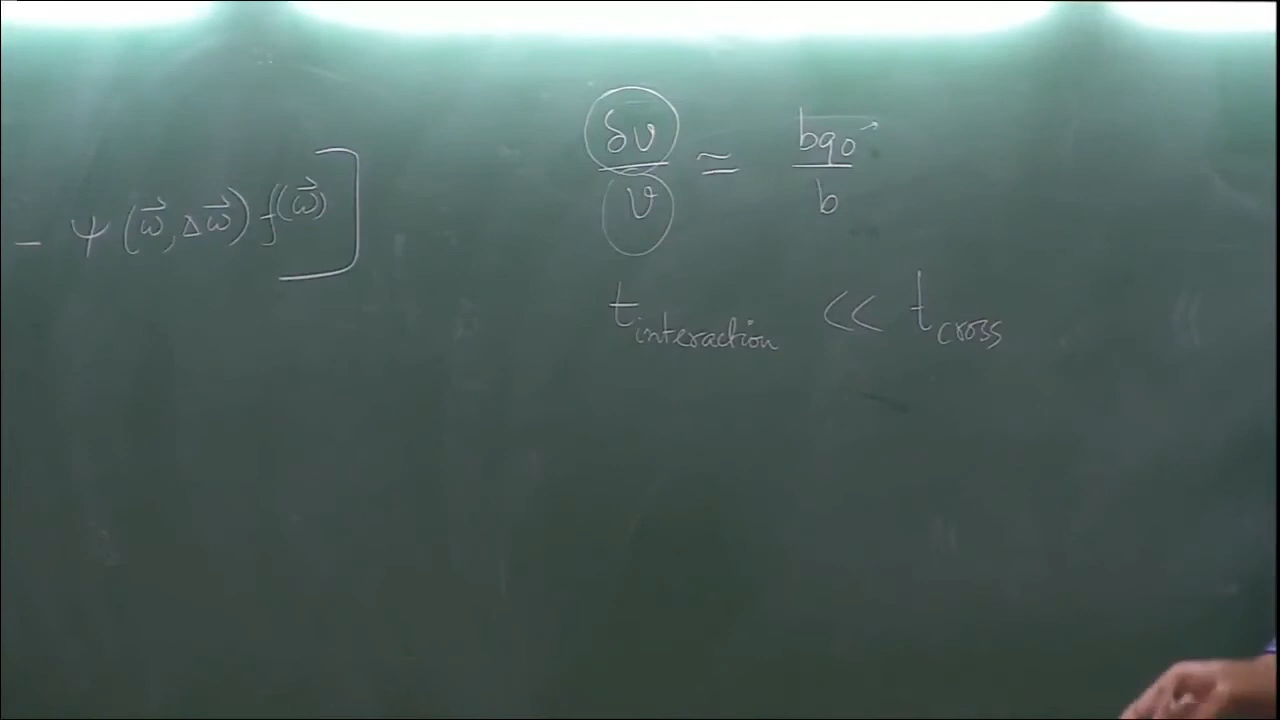 δv / v ≃ b₉₀ / b
− ψ(ω⃗, Δω⃗) f(ω⃗) ]
t_interaction << t_cross